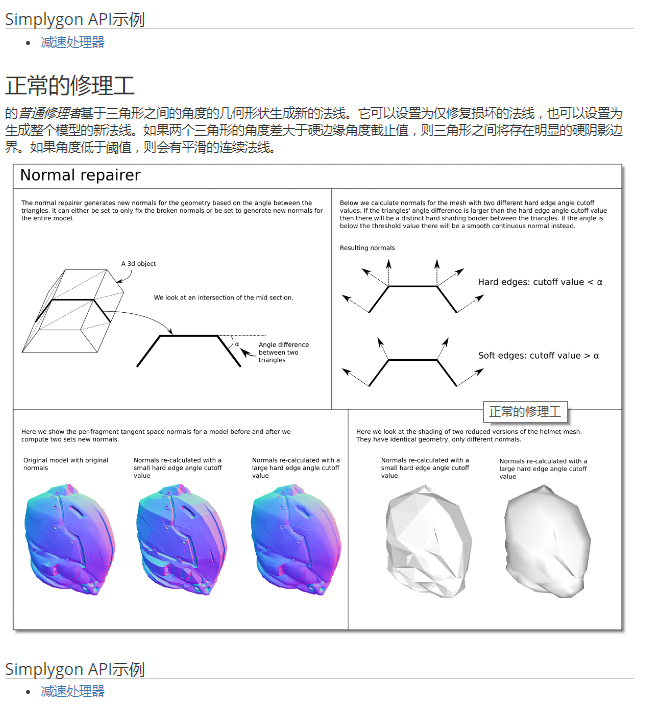 Simplygon API示例
减速处理器
正常的修理工
的普通修理者基于三角形之间的角度的几何形状生成新的法线。它可以设置为仅修复损坏的法线，也可以设置为
生成整个模型的新法线。如果两个三角形的角度差大于硬边缘角度截止值，则三角形之间将存在明显的硬阴影边
界。如果角度低于阈值，则会有平滑的连续法线。
Normal repairer
The normal repairer generates new normals for the geometry based on the angle between the
triangles. It can either be set to only fix the broken normals or be set to generate new normals for
the entire model.
A 3d object
We look at an intersection of the mid section.
α
Angle difference
between two
triangles
Below we calculate normals for the mesh with two different hard edge angle cutoff
values. If the triangles' angle difference is larger than the hard edge angle cutoff value
then there will be a distinct hard shading border between the triangles. If the angle is
below the threshold value there will be a smooth continuous normal instead.
Resulting normals
Hard edges: cutoff value < α
Soft edges: cutoff value > α
正常的修理工
Here we show the per-fragment tangent space normals for a model before and after we
compute two sets new normals.
Original model with original
normals
Normals re-calculated with a
small hard edge angle cutoff
value
Normals re-calculated with a
large hard edge angle cutoff
value
Here we look at the shading of two reduced versions of the helmet mesh.
They have identical geometry, only different normals.
Normals re-calculated with a
small hard edge angle cutoff
value
Normals re-calculated with a
large hard edge angle cutoff
value
Simplygon API示例
减速处理器